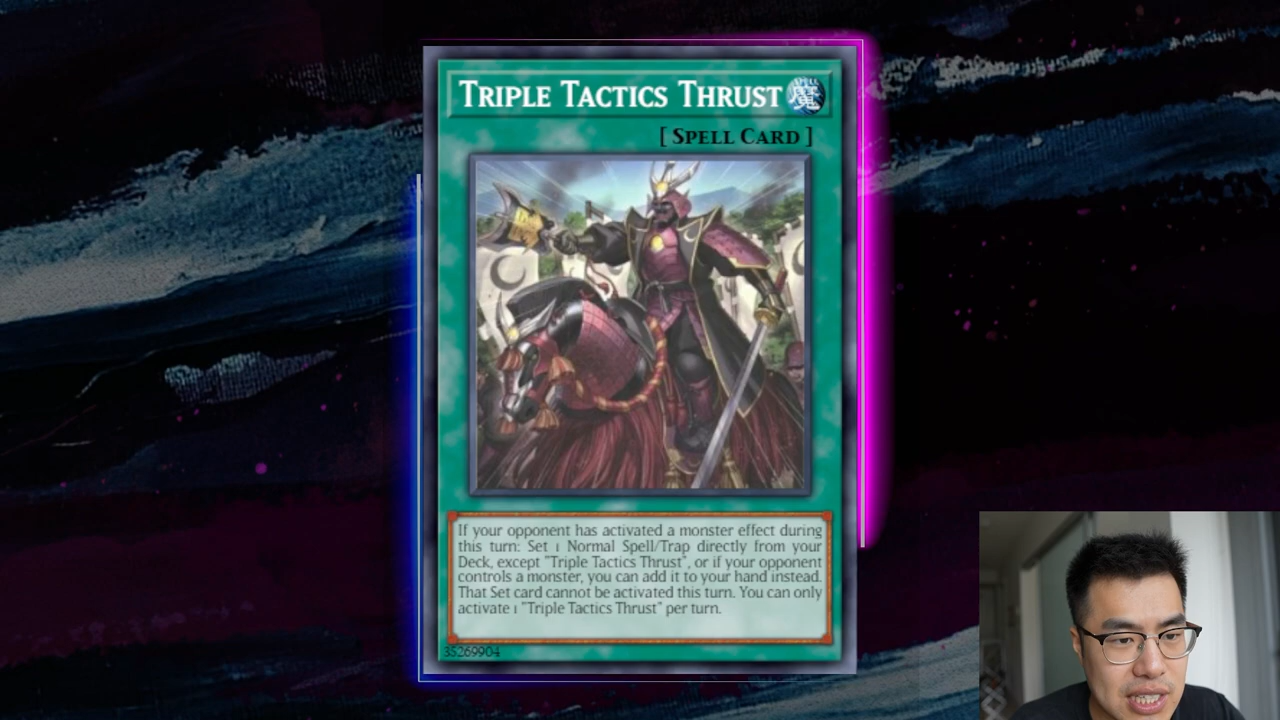 TRIPLE TACTICS THRUST
魔
[ SPELL CARD ]
If your opponent has activated a monster effect during
this turn: Set 1 Normal Spell/Trap directly from your
Deck, except "Triple Tactics Thrust", or if your opponent
controls a monster, you can add it to your hand instead.
That Set card cannot be activated this turn. You can only
activate 1 "Triple Tactics Thrust" per turn.
35269904